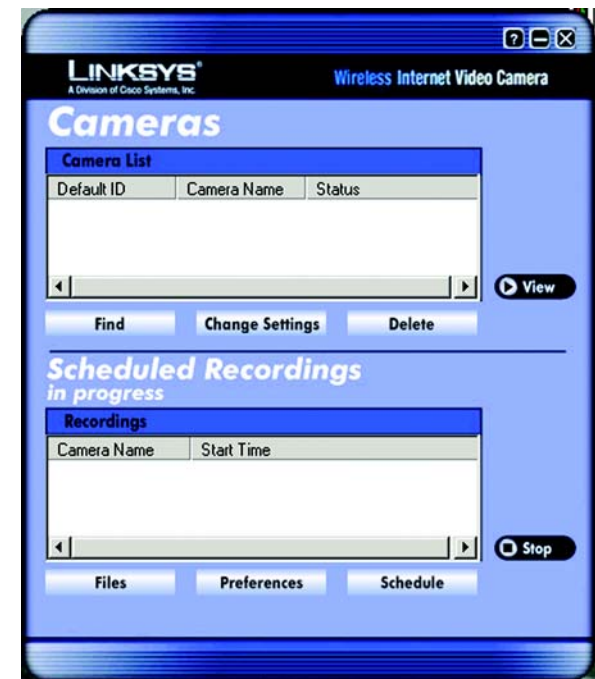 ?
LINKSYS®
A Division of Cisco Systems, Inc.
Wireless Internet Video Camera
Cameras
Camera List
Default ID Camera Name Status
View
Find Change Settings Delete
Scheduled Recordings
in progress
Recordings
Camera Name Start Time
Stop
Files Preferences Schedule